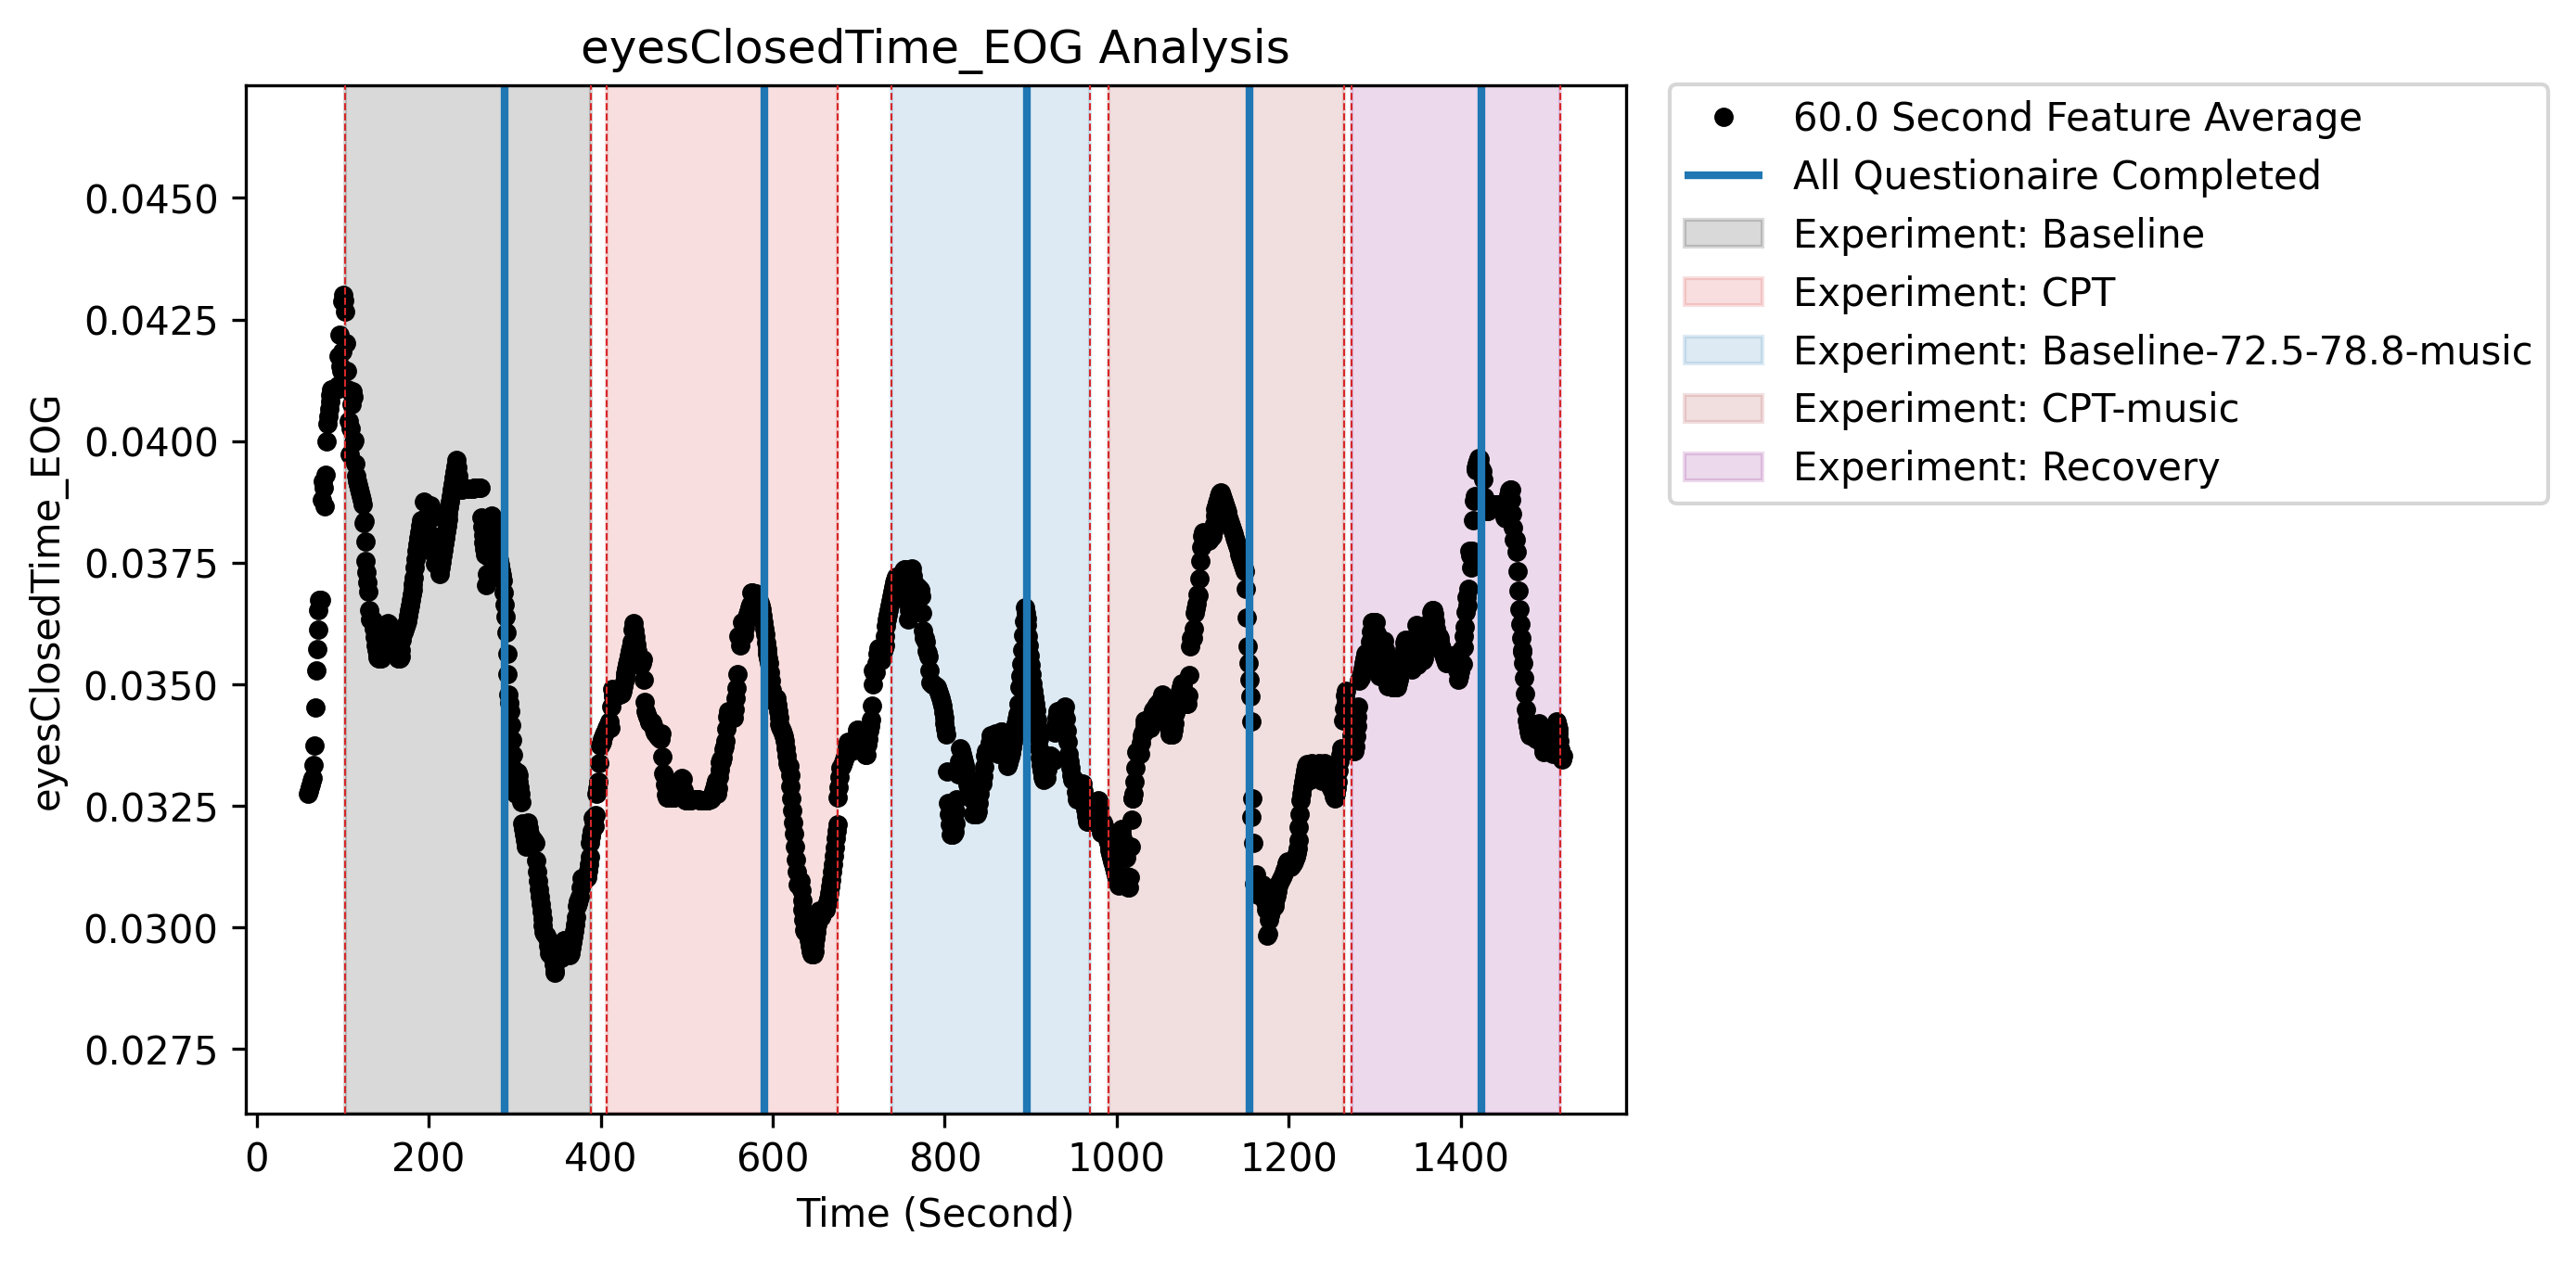 eyesClosedTime_EOG Analysis
eyesClosedTime_EOG
0.0450
0.0425
0.0400
0.0375
0.0350
0.0325
0.0300
0.0275
0 200 400 600 800 1000 1200 1400
Time (Second)
60.0 Second Feature Average
All Questionaire Completed
Experiment: Baseline
Experiment: CPT
Experiment: Baseline-72.5-78.8-music
Experiment: CPT-music
Experiment: Recovery